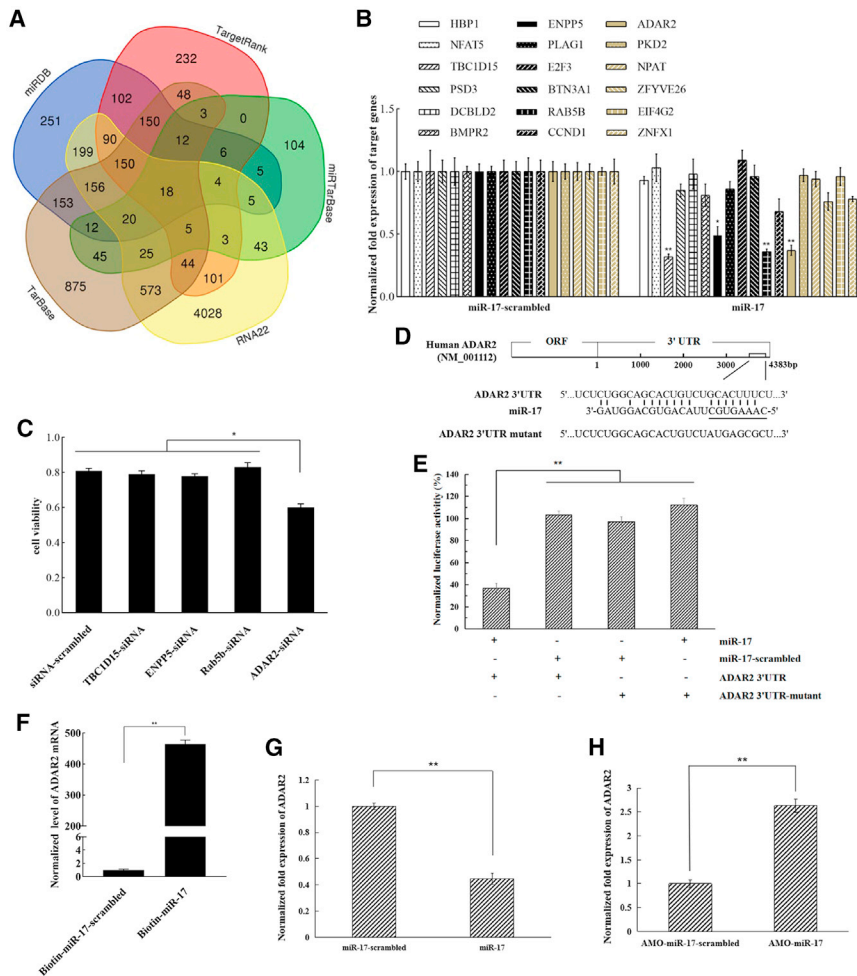 A
TargetRank
miRDB
miRTarBase
TarBase
RNA22
232
102
48
0
251
150
3
104
12
6
90
199
5
150
4
156
18
5
153
20
5
12
3
43
25
45
44
101
573
875
4028
B
HBP1 ENPP5 ADAR2
NFAT5 PLAG1 PKD2
TBC1D15 E2F3 NPAT
PSD3 BTN3A1 ZFYVE26
DCBLD2 RAB5B EIF4G2
BMPR2 CCND1 ZNFX1
Normalized fold expression of target genes
1.5
1.0
0.5
0.0
** * ** **
miR-17-scrambled miR-17
C
cell viability
1.0
0.8
0.6
0.4
0.2
0.0
*
siRNA-scrambled
TBC1D15-siRNA
ENPP5-siRNA
Rab5b-siRNA
ADAR2-siRNA
D
Human ADAR2
(NM_001112)
ORF 3' UTR
1 1000 2000 3000 4383bp
ADAR2 3'UTR 5'...UCUCUGGCAGCACUGUCUGCACUUUCU...3'
miR-17 3'-GAUGGACGUGACAUUCGUGAAAC-5'
ADAR2 3'UTR mutant 5'...UCUCUGGCAGCACUGUCUAUGAGCGCU...3'
E
Normalized luciferase activitiy (%)
140
120
100
80
60
40
20
0
**
+ - - + miR-17
- + + - miR-17-scrambled
+ + - - ADAR2 3'UTR
- - + + ADAR2 3'UTR-mutant
F
Normalized level of ADAR2 mRNA
500
400
300
200
6
4
2
0
**
Biotin-miR-17-scrambled
Biotin-miR-17
G
Normalized fold expression of ADAR2
1.2
1
0.8
0.6
0.4
0.2
0
**
miR-17-scrambled miR-17
H
Normalized fold expression of ADAR2
3
2.5
2
1.5
1
0.5
0
**
AMO-miR-17-scrambled AMO-miR-17